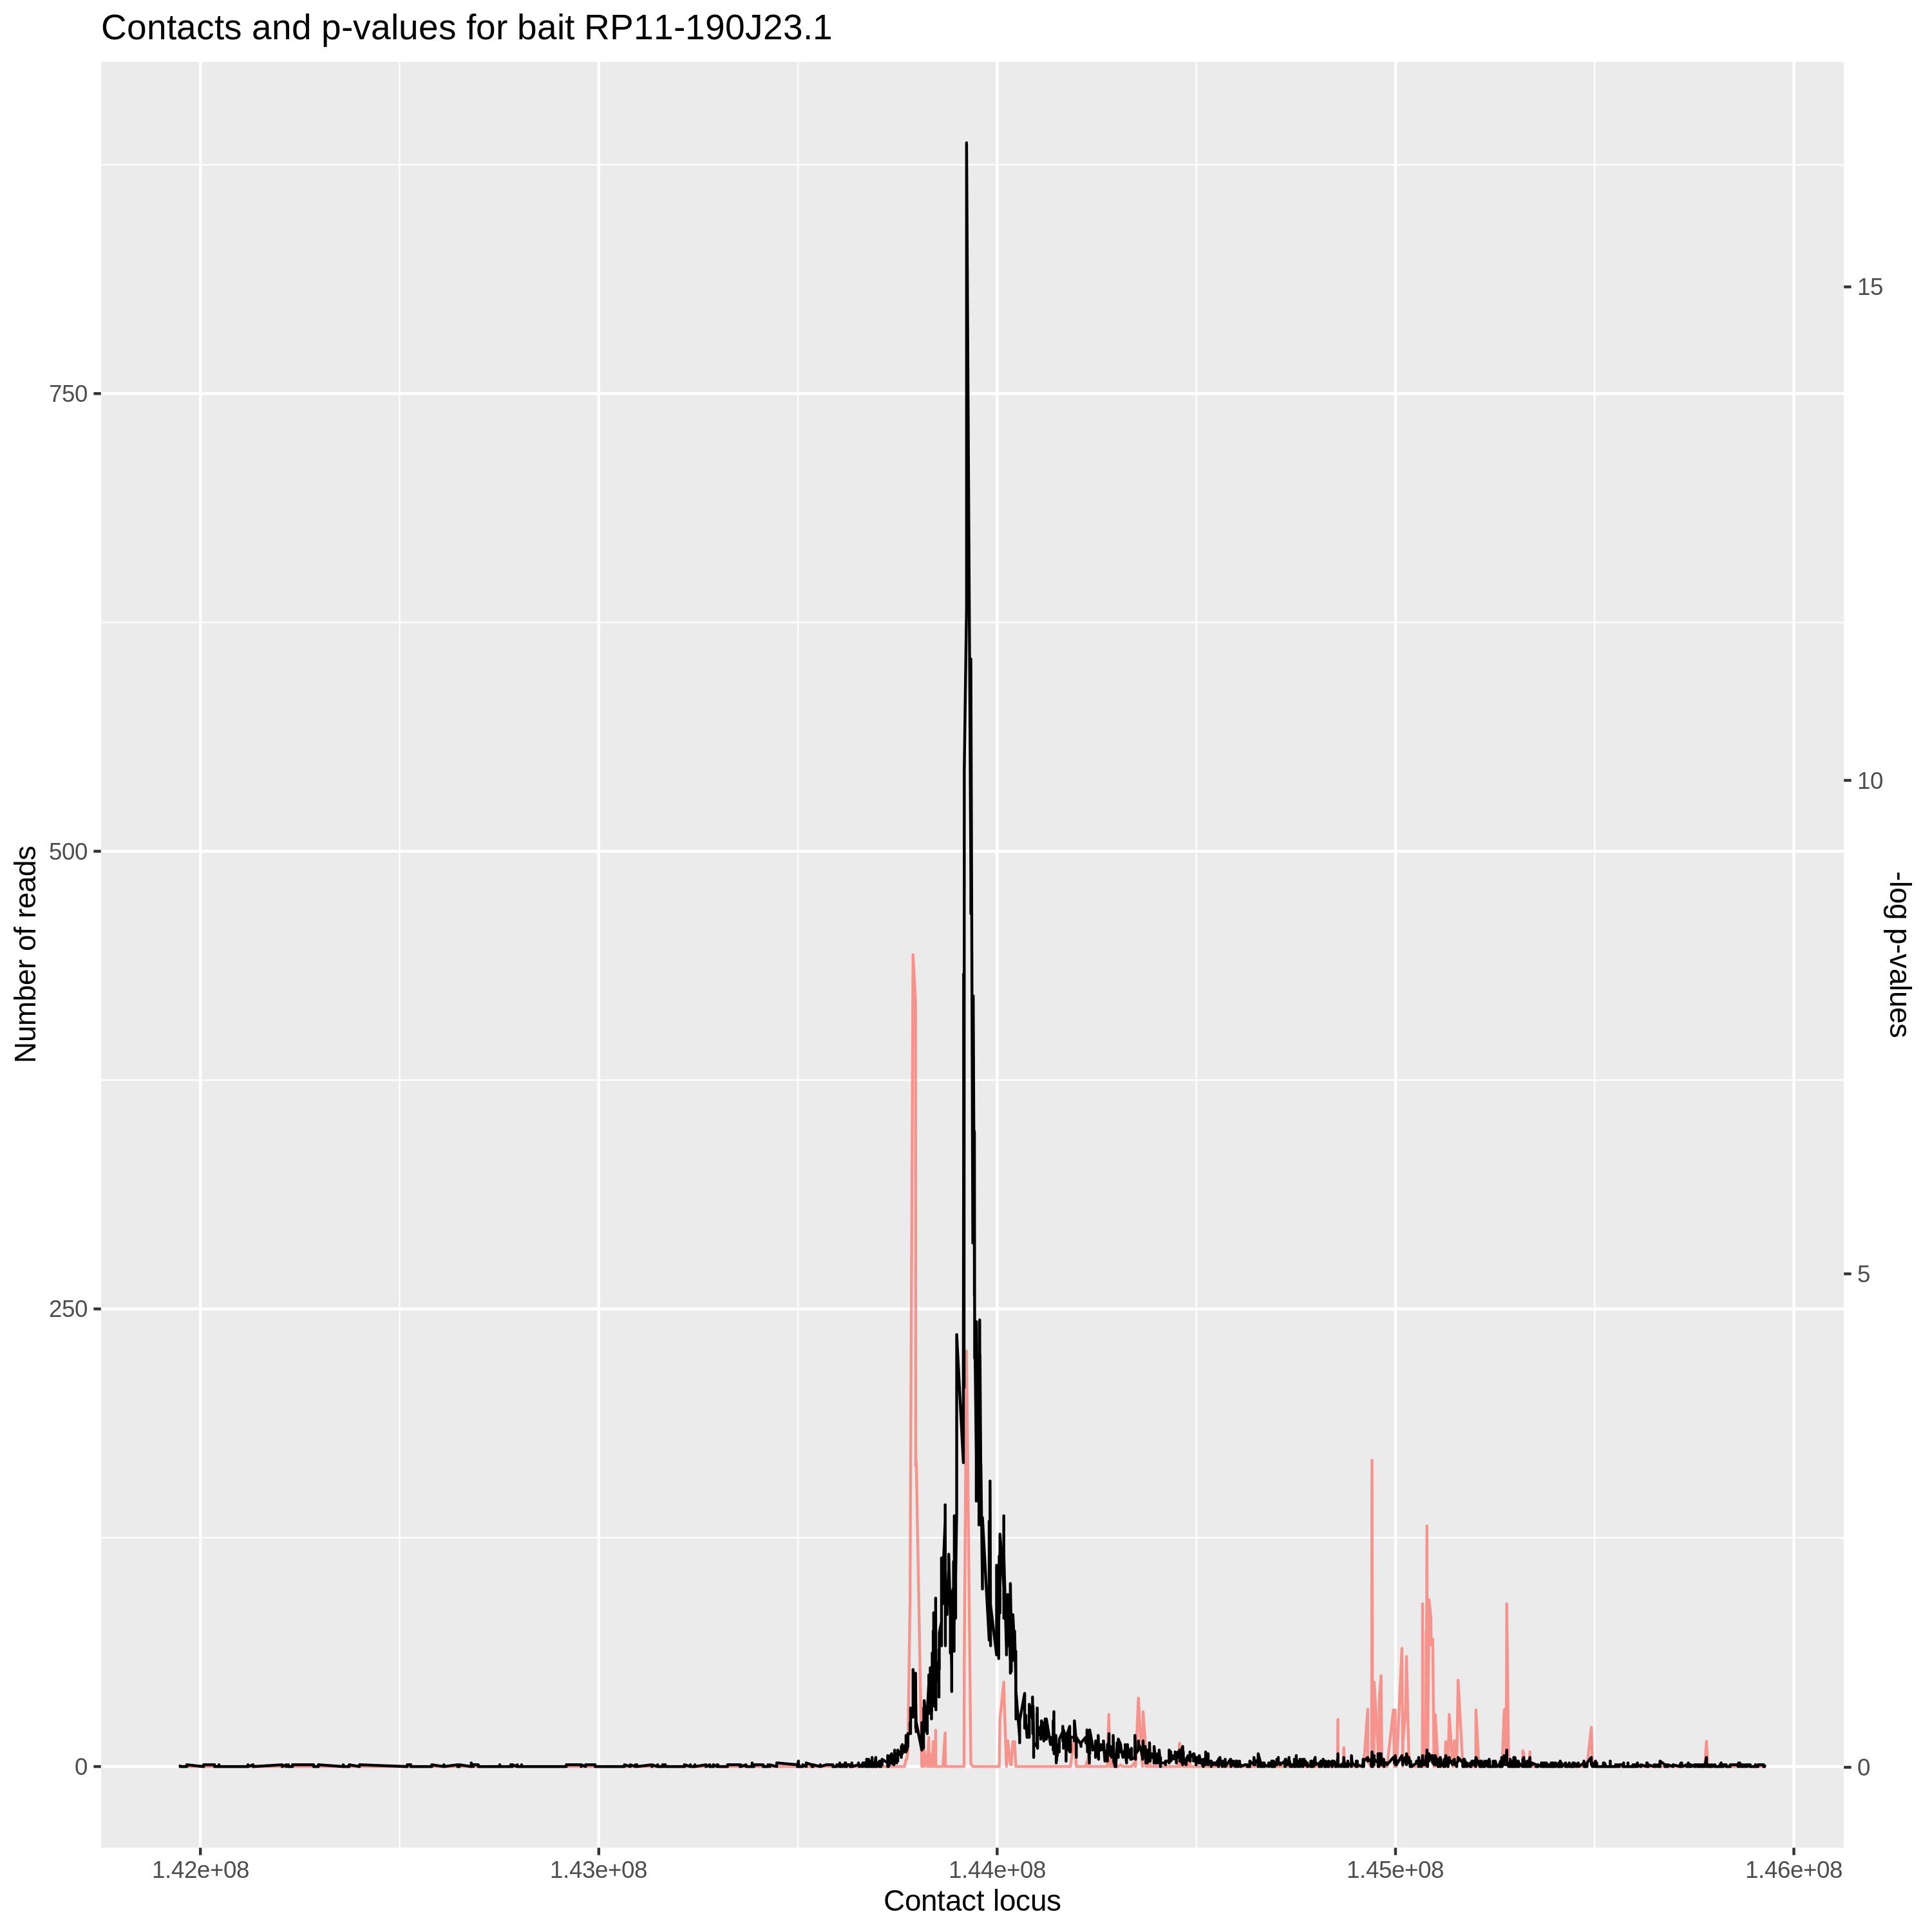 Contacts and p-values for bait RP11-190J23.1
750
500
250
0
Number of reads
15
10
5
0
-log p-values
1.42e+08
1.43e+08
1.44e+08
1.45e+08
1.46e+08
Contact locus